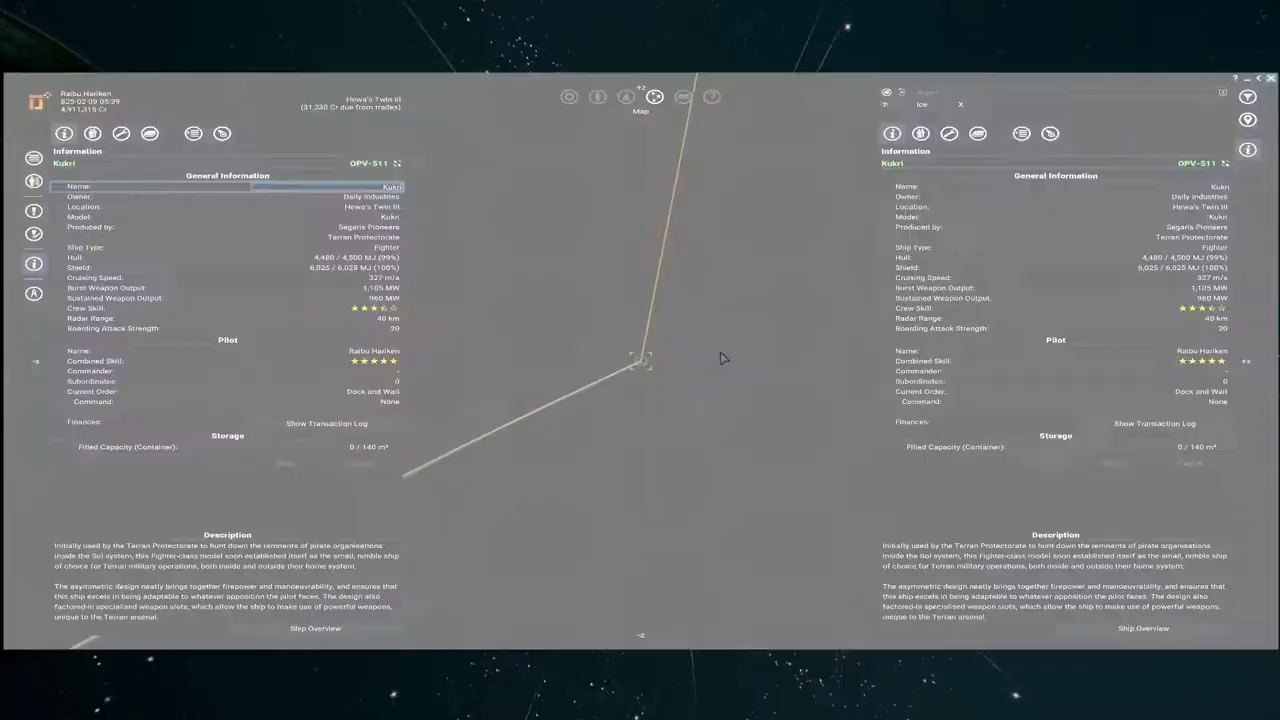 Raibu Hariken
825-02-09 05:39
4,911,316 Cr
Hewa's Twin III
(31,230 Cr due from trades)
+z
Map
? _ < X
Ice X
Information
Kukri OPV-511
General Information
Name: Kukri
Owner: Daily Industries
Location: Hewa's Twin III
Model: Kukri
Produced by: Segaris Pioneers
Terran Protectorate
Ship Type: Fighter
Hull: 4,480 / 4,500 MJ (99%)
Shield: 6,025 / 6,025 MJ (100%)
Cruising Speed: 327 m/s
Burst Weapon Output: 1,105 MW
Sustained Weapon Output: 960 MW
Crew Skill: ★★★☆☆
Radar Range: 40 km
Boarding Attack Strength: 20
Pilot
Name: Raibu Hariken
Combined Skill: ★★★★★
Commander: -
Subordinates: 0
Current Order: Dock and Wait
Command: None
Finances: Show Transaction Log
Storage
Filled Capacity (Container): 0 / 140 m³
Description
Initially used by the Terran Protectorate to hunt down the remnants of pirate organisations
inside the Sol system, this Fighter-class model soon established itself as the small, nimble ship
of choice for Terran military operations, both inside and outside their home system.
The asymmetric design neatly brings together firepower and manoeuvrability, and ensures that
this ship excels in being adaptable to whatever opposition the pilot faces. The design also
factored-in specialised weapon slots, which allow the ship to make use of powerful weapons,
unique to the Terran arsenal.
Ship Overview
-x
-z
Information
Kukri OPV-511
General Information
Name: Kukri
Owner: Daily Industries
Location: Hewa's Twin III
Model: Kukri
Produced by: Segaris Pioneers
Terran Protectorate
Ship Type: Fighter
Hull: 4,480 / 4,500 MJ (99%)
Shield: 6,025 / 6,025 MJ (100%)
Cruising Speed: 327 m/s
Burst Weapon Output: 1,105 MW
Sustained Weapon Output: 960 MW
Crew Skill: ★★★☆☆
Radar Range: 40 km
Boarding Attack Strength: 20
Pilot
Name: Raibu Hariken
Combined Skill: ★★★★★
+x
Commander: -
Subordinates: 0
Current Order: Dock and Wait
Command: None
Finances: Show Transaction Log
Storage
Filled Capacity (Container): 0 / 140 m³
Description
Initially used by the Terran Protectorate to hunt down the remnants of pirate organisations
inside the Sol system, this Fighter-class model soon established itself as the small, nimble ship
of choice for Terran military operations, both inside and outside their home system.
The asymmetric design neatly brings together firepower and manoeuvrability, and ensures that
this ship excels in being adaptable to whatever opposition the pilot faces. The design also
factored-in specialised weapon slots, which allow the ship to make use of powerful weapons,
unique to the Terran arsenal.
Ship Overview